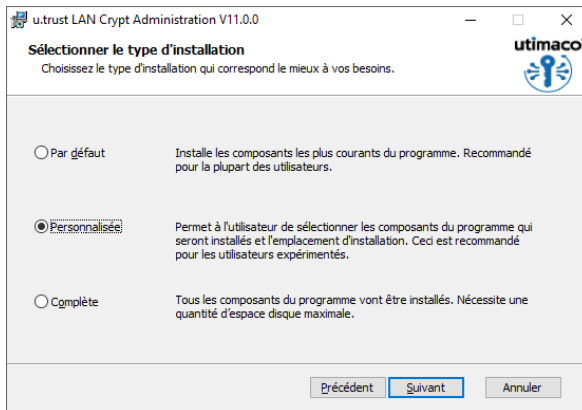 u.trust LAN Crypt Administration V11.0.0
Sélectionner le type d'installation
Choisissez le type d'installation qui correspond le mieux à vos besoins.
utimaco
Par défaut
Installe les composants les plus courants du programme. Recommandé
pour la plupart des utilisateurs.
Personnalisée
Permet à l'utilisateur de sélectionner les composants du programme qui
seront installés et l'emplacement d'installation. Ceci est recommandé
pour les utilisateurs expérimentés.
Complète
Tous les composants du programme vont être installés. Nécessite une
quantité d'espace disque maximale.
Précédent
Suivant
Annuler